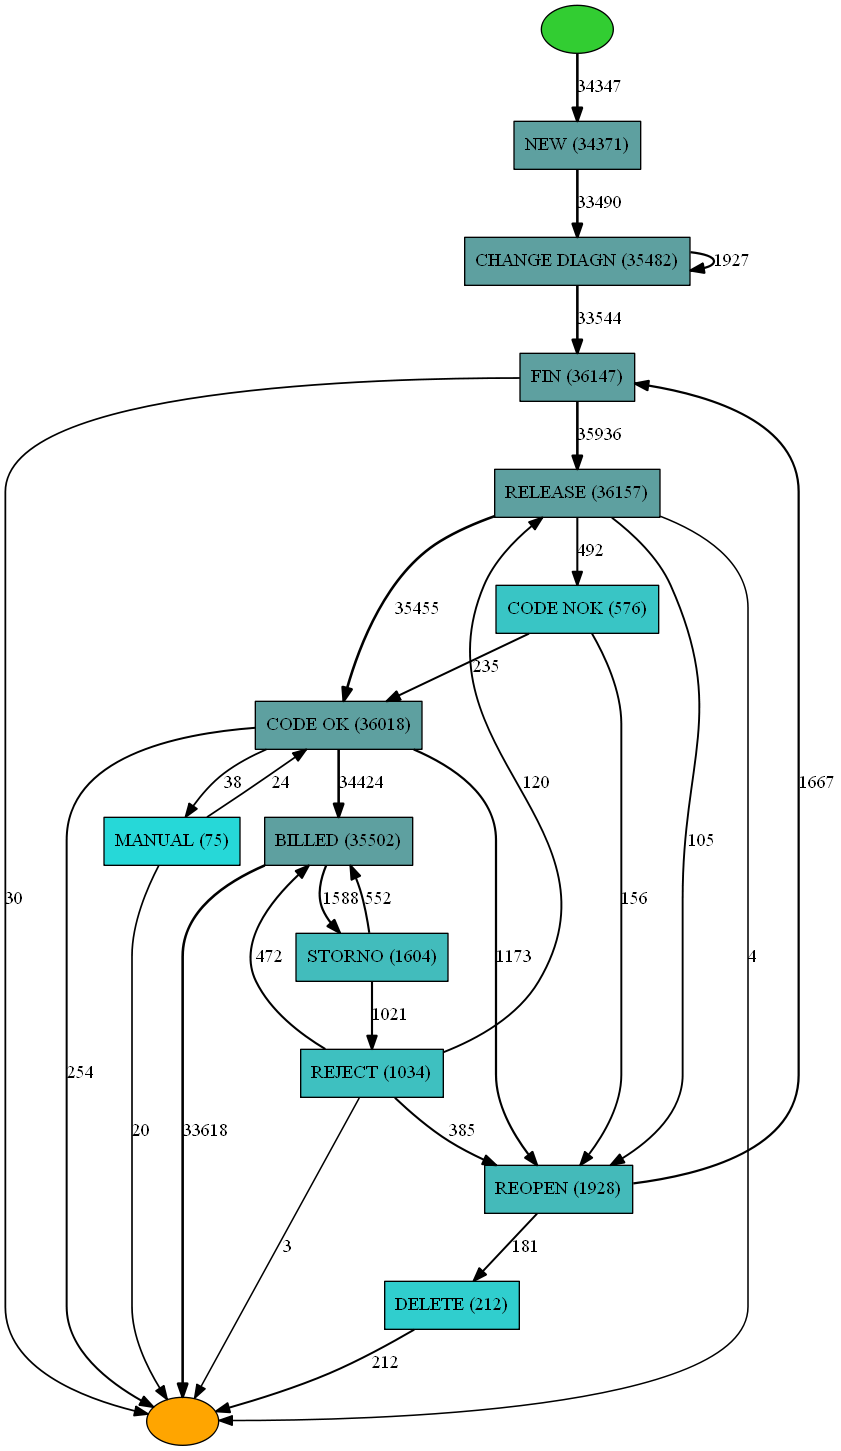 34347
NEW (34371)
33490
CHANGE DIAGN (35482)
1927
33544
FIN (36147)
35936
RELEASE (36157)
492
CODE NOK (576)
35455
235
CODE OK (36018)
38
24
34424
120
1667
MANUAL (75)
BILLED (35502)
105
30
1588
552
156
472
STORNO (1604)
1173
4
1021
254
REJECT (1034)
20
33618
385
REOPEN (1928)
3
181
DELETE (212)
212